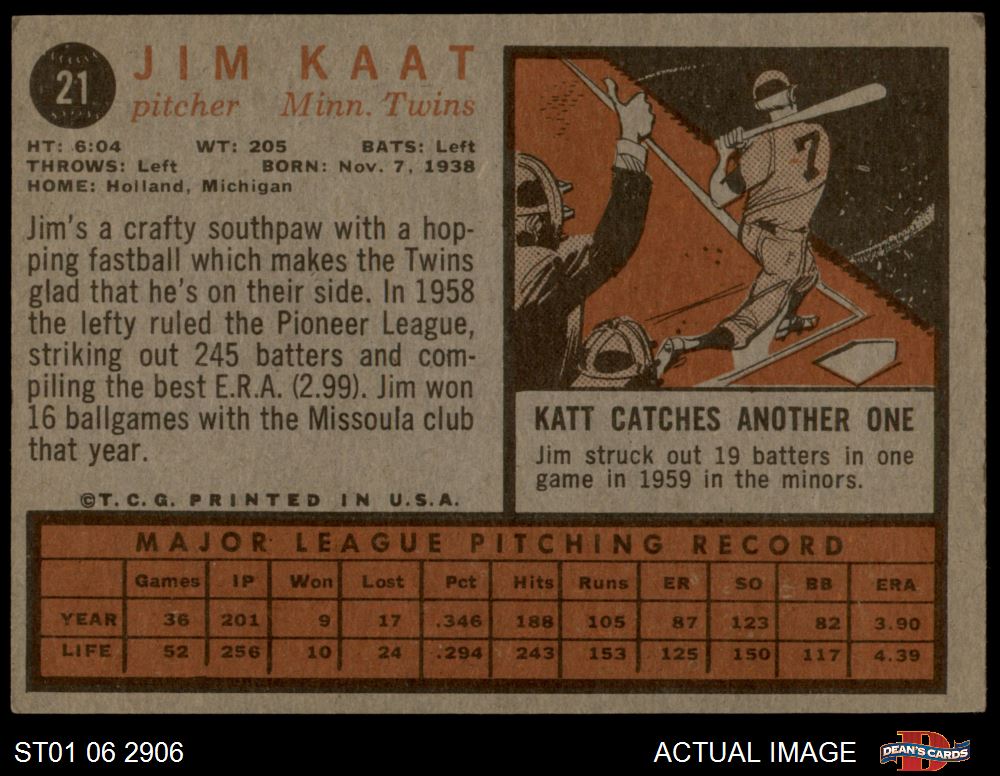 21
JIM KAAT
pitcher Minn. Twins
HT: 6:04 WT: 205 BATS: Left
THROWS: Left BORN: Nov. 7, 1938
HOME: Holland, Michigan
Jim's a crafty southpaw with a hop-
ping fastball which makes the Twins
glad that he's on their side. In 1958
the lefty ruled the Pioneer League,
striking out 245 batters and com-
piling the best E.R.A. (2.99). Jim won
16 ballgames with the Missoula club
that year.
©T.C.G. PRINTED IN U.S.A.
7
KATT CATCHES ANOTHER ONE
Jim struck out 19 batters in one
game in 1959 in the minors.
MAJOR LEAGUE PITCHING RECORD
Games IP Won Lost Pct Hits Runs ER SO BB ERA
YEAR 36 201 9 17 .346 188 105 87 123 82 3.90
LIFE 52 256 10 24 .294 243 153 125 150 117 4.39
ST01 06 2906
ACTUAL IMAGE
D
DEAN'S CARDS